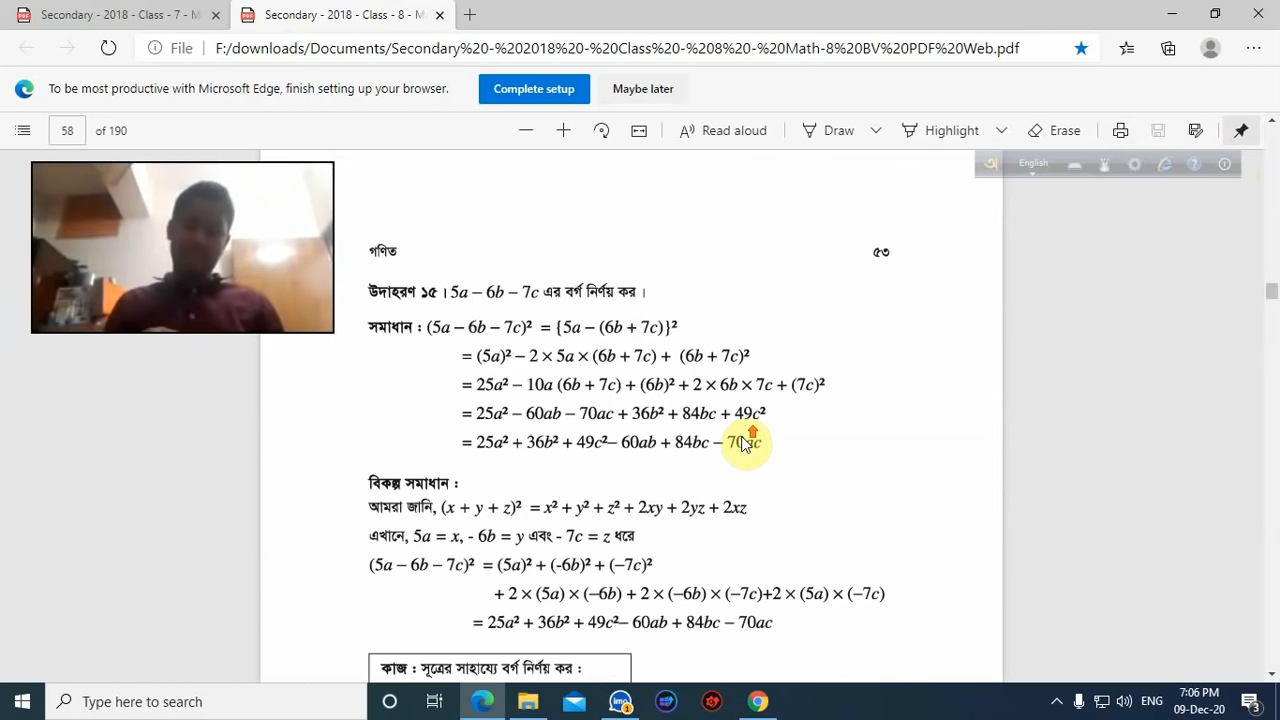 Secondary - 2018 - Class - 7 - M
Secondary - 2018 - Class - 8 - M
File
F:/downloads/Documents/Secondary%20-%202018%20-%20Class%20-%208%20-%20Math-8%20BV%20PDF%20Web.pdf
To be most productive with Microsoft Edge, finish setting up your browser.
Complete setup
Maybe later
58 of 190
Read aloud
Draw
Highlight
Erase
English
গণিত ৫৩
উদাহরণ ১৫ । 5a – 6b – 7c এর বর্গ নির্ণয় কর ।
সমাধান : (5a – 6b – 7c)² = {5a – (6b + 7c)}²
= (5a)² – 2 × 5a × (6b + 7c) + (6b + 7c)²
= 25a² – 10a (6b + 7c) + (6b)² + 2 × 6b × 7c + (7c)²
= 25a² – 60ab – 70ac + 36b² + 84bc + 49c²
= 25a² + 36b² + 49c² – 60ab + 84bc – 70ac
বিকল্প সমাধান :
আমরা জানি, (x + y + z)² = x² + y² + z² + 2xy + 2yz + 2xz
এখানে, 5a = x, - 6b = y এবং - 7c = z ধরে
(5a – 6b – 7c)² = (5a)² + (-6b)² + (–7c)²
+ 2 × (5a) × (–6b) + 2 × (–6b) × (–7c)+2 × (5a) × (–7c)
= 25a² + 36b² + 49c² – 60ab + 84bc – 70ac
কাজ : সূত্রের সাহায্যে বর্গ নির্ণয় কর :
Type here to search
ENG
7:06 PM
09-Dec-20
3